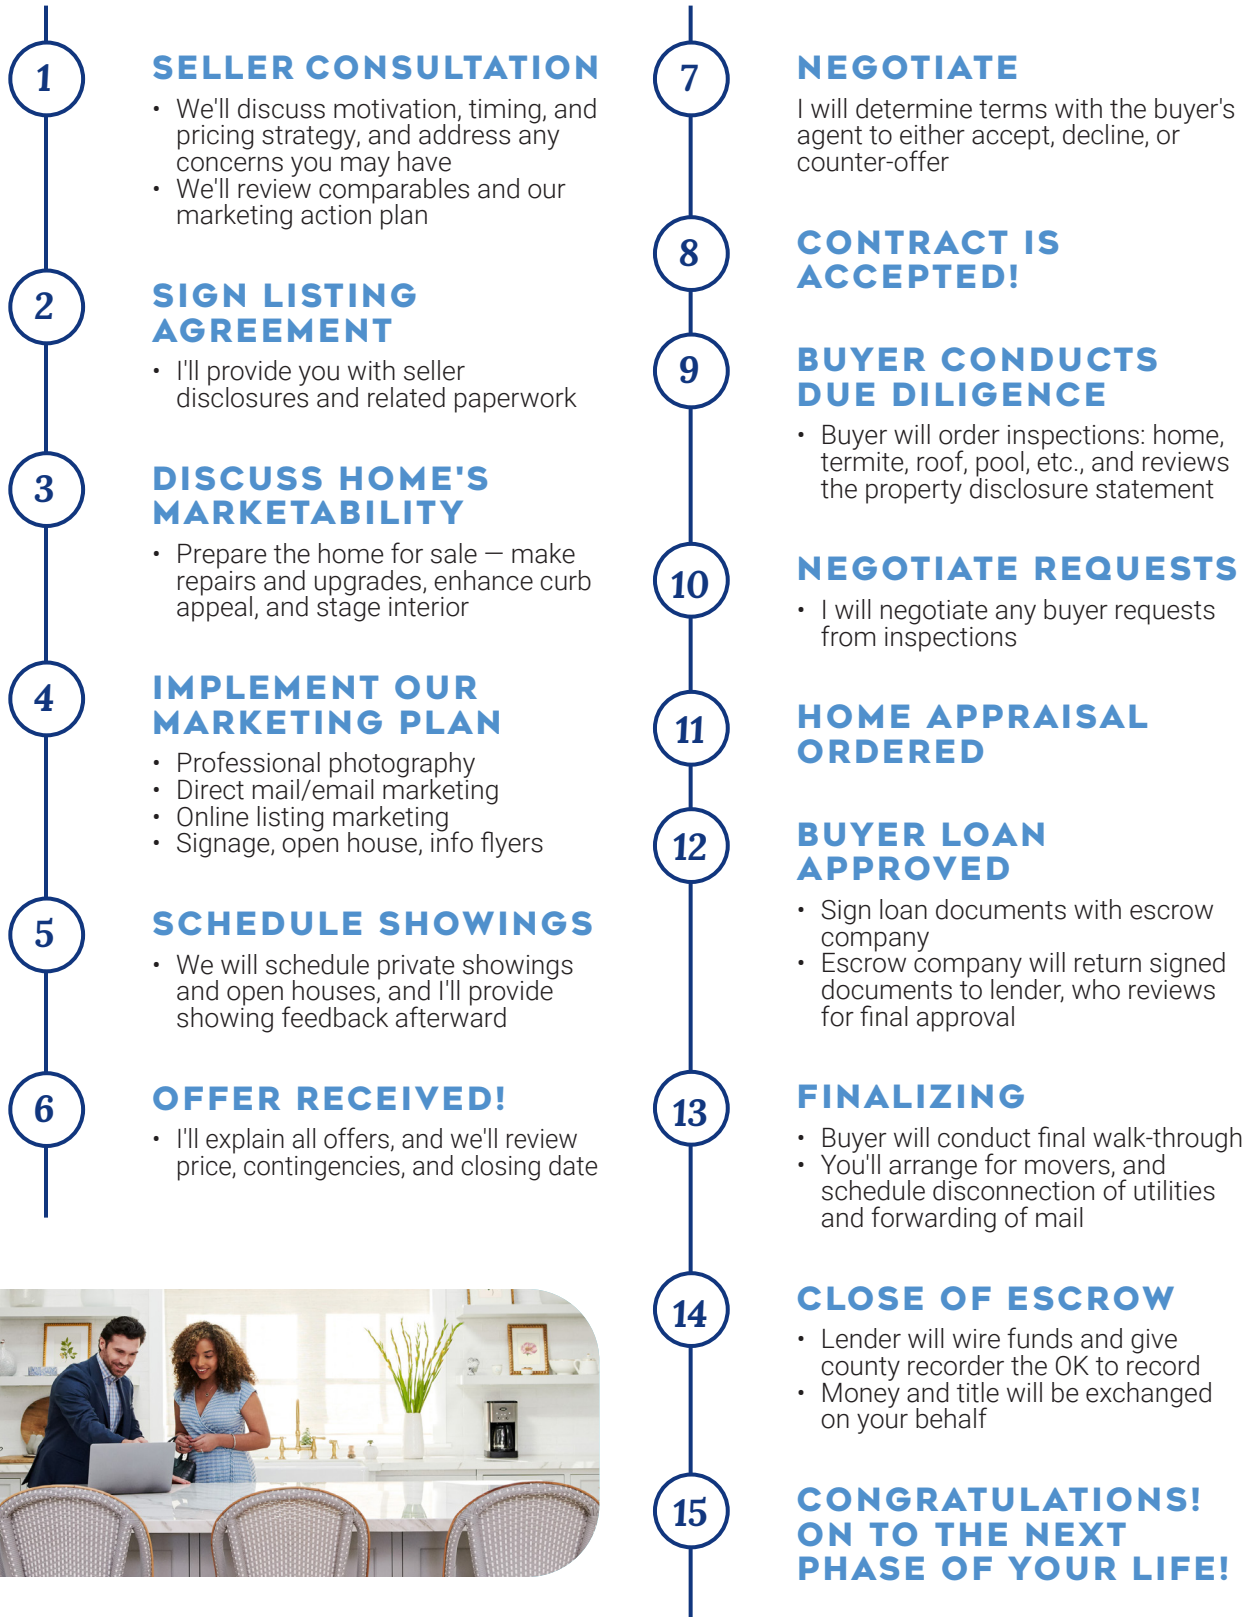 1
SELLER CONSULTATION
• We'll discuss motivation, timing, and
pricing strategy, and address any
concerns you may have
• We'll review comparables and our
marketing action plan
2
SIGN LISTING
AGREEMENT
• I'll provide you with seller
disclosures and related paperwork
3
DISCUSS HOME'S
MARKETABILITY
• Prepare the home for sale — make
repairs and upgrades, enhance curb
appeal, and stage interior
4
IMPLEMENT OUR
MARKETING PLAN
• Professional photography
• Direct mail/email marketing
• Online listing marketing
• Signage, open house, info flyers
5
SCHEDULE SHOWINGS
• We will schedule private showings
and open houses, and I'll provide
showing feedback afterward
6
OFFER RECEIVED!
• I'll explain all offers, and we'll review
price, contingencies, and closing date
7
NEGOTIATE
I will determine terms with the buyer's
agent to either accept, decline, or
counter-offer
8
CONTRACT IS
ACCEPTED!
9
BUYER CONDUCTS
DUE DILIGENCE
• Buyer will order inspections: home,
termite, roof, pool, etc., and reviews
the property disclosure statement
10
NEGOTIATE REQUESTS
• I will negotiate any buyer requests
from inspections
11
HOME APPRAISAL
ORDERED
12
BUYER LOAN
APPROVED
• Sign loan documents with escrow
company
• Escrow company will return signed
documents to lender, who reviews
for final approval
13
FINALIZING
• Buyer will conduct final walk-through
• You'll arrange for movers, and
schedule disconnection of utilities
and forwarding of mail
14
CLOSE OF ESCROW
• Lender will wire funds and give
county recorder the OK to record
• Money and title will be exchanged
on your behalf
15
CONGRATULATIONS!
ON TO THE NEXT
PHASE OF YOUR LIFE!